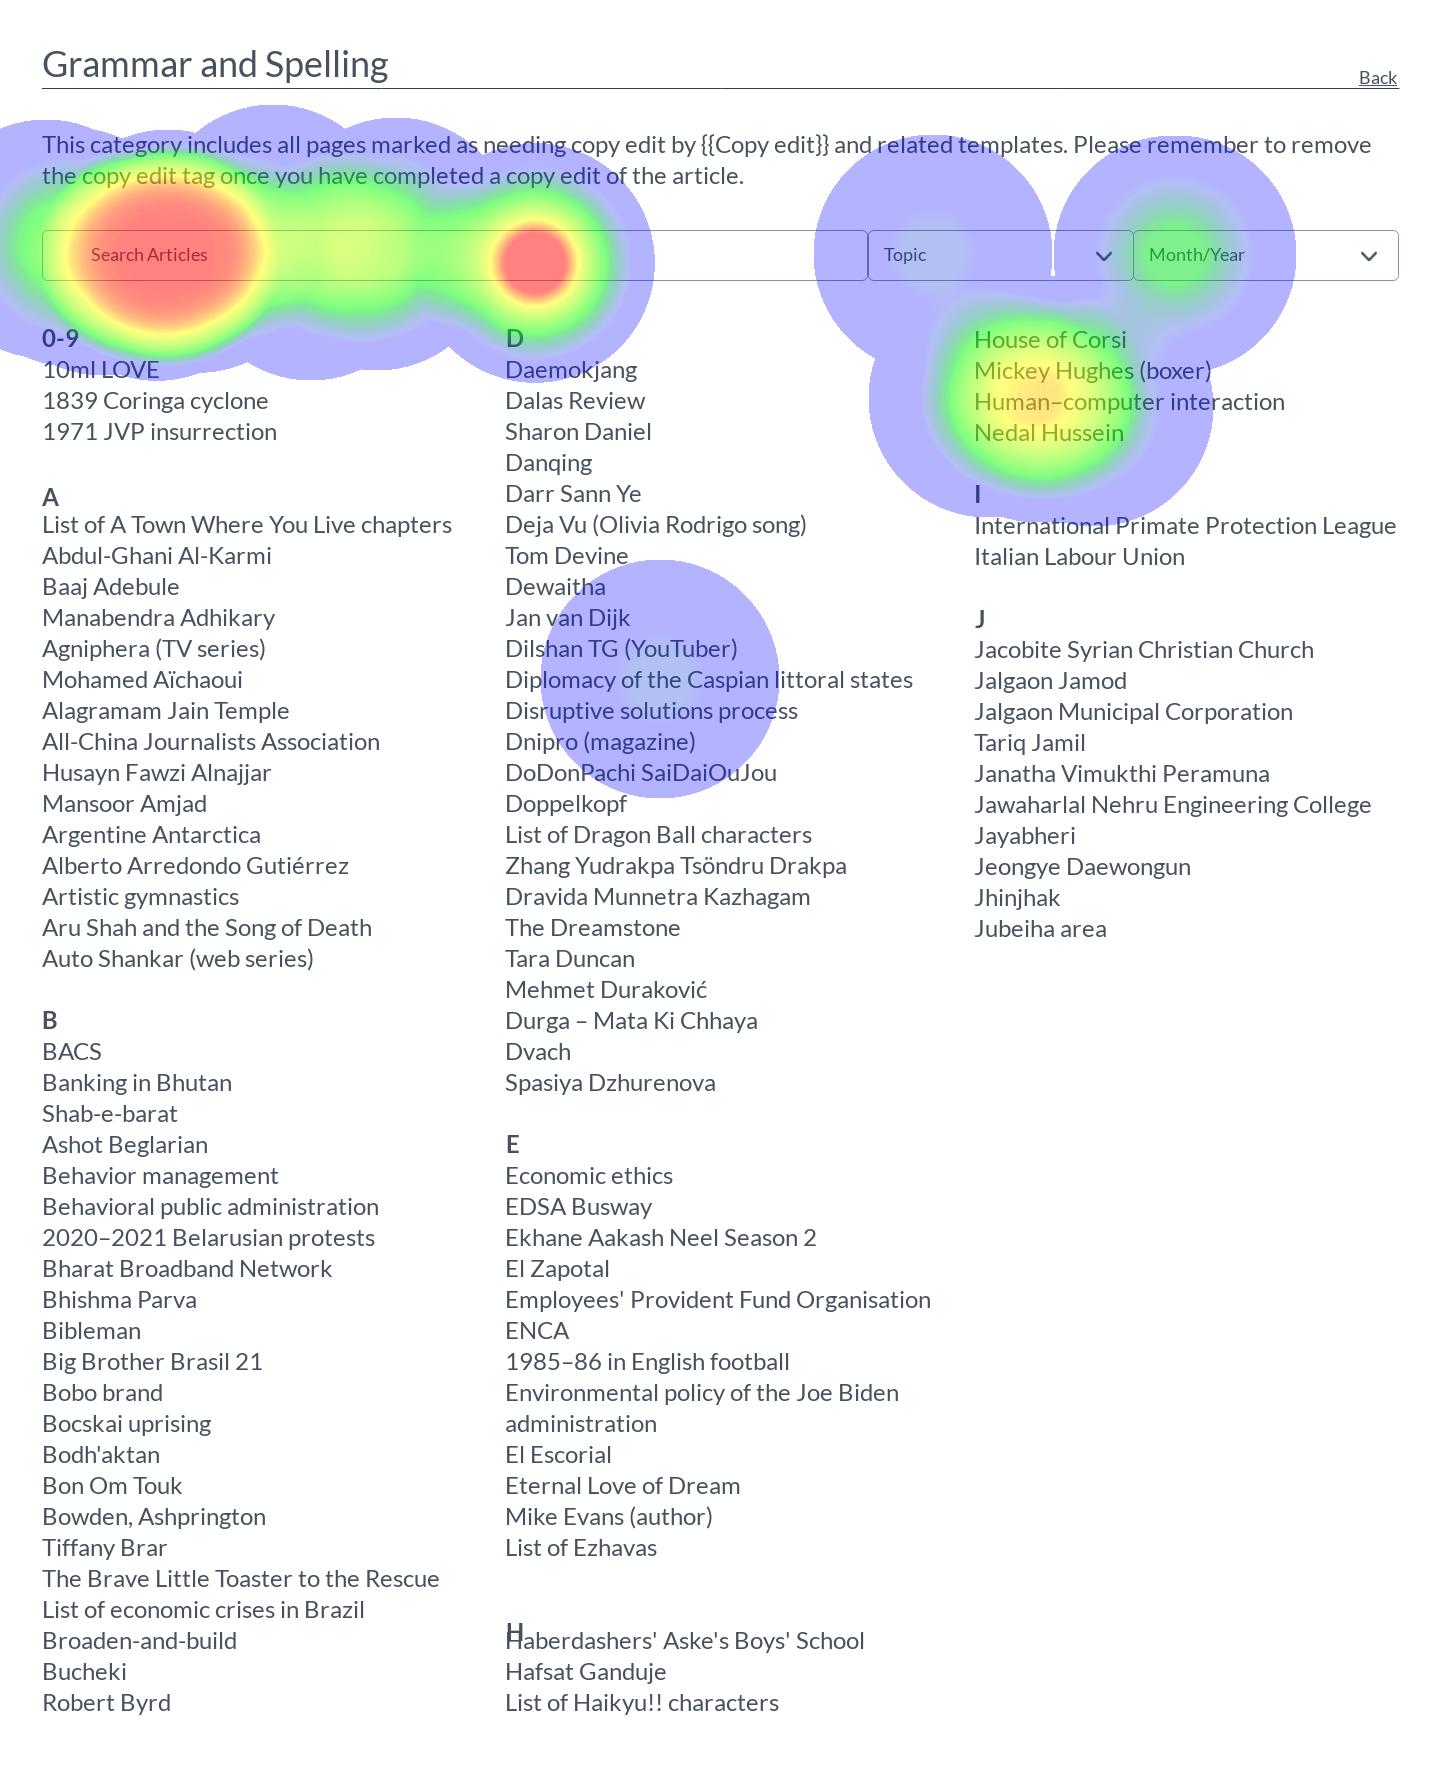 Grammar and Spelling
Back
This category includes all pages marked as needing copy edit by {{Copy edit}} and related templates. Please remember to remove
the copy edit tag once you have completed a copy edit of the article.
Search Articles
Topic
Month/Year
0-9
10ml LOVE
1839 Coringa cyclone
1971 JVP insurrection
A
List of A Town Where You Live chapters
Abdul-Ghani Al-Karmi
Baaj Adebule
Manabendra Adhikary
Agniphera (TV series)
Mohamed Aïchaoui
Alagramam Jain Temple
All-China Journalists Association
Husayn Fawzi Alnajjar
Mansoor Amjad
Argentine Antarctica
Alberto Arredondo Gutiérrez
Artistic gymnastics
Aru Shah and the Song of Death
Auto Shankar (web series)
B
BACS
Banking in Bhutan
Shab-e-barat
Ashot Beglarian
Behavior management
Behavioral public administration
2020–2021 Belarusian protests
Bharat Broadband Network
Bhishma Parva
Bibleman
Big Brother Brasil 21
Bobo brand
Bocskai uprising
Bodh'aktan
Bon Om Touk
Bowden, Ashprington
Tiffany Brar
The Brave Little Toaster to the Rescue
List of economic crises in Brazil
Broaden-and-build
Bucheki
Robert Byrd
D
Daemokjang
Dalas Review
Sharon Daniel
Danqing
Darr Sann Ye
Deja Vu (Olivia Rodrigo song)
Tom Devine
Dewaitha
Jan van Dijk
Dilshan TG (YouTuber)
Diplomacy of the Caspian littoral states
Disruptive solutions process
Dnipro (magazine)
DoDonPachi SaiDaiOuJou
Doppelkopf
List of Dragon Ball characters
Zhang Yudrakpa Tsöndru Drakpa
Dravida Munnetra Kazhagam
The Dreamstone
Tara Duncan
Mehmet Duraković
Durga – Mata Ki Chhaya
Dvach
Spasiya Dzhurenova
E
Economic ethics
EDSA Busway
Ekhane Aakash Neel Season 2
El Zapotal
Employees' Provident Fund Organisation
ENCA
1985–86 in English football
Environmental policy of the Joe Biden
administration
El Escorial
Eternal Love of Dream
Mike Evans (author)
List of Ezhavas
H
Haberdashers' Aske's Boys' School
Hafsat Ganduje
List of Haikyu!! characters
House of Corsi
Mickey Hughes (boxer)
Human–computer interaction
Nedal Hussein
I
International Primate Protection League
Italian Labour Union
J
Jacobite Syrian Christian Church
Jalgaon Jamod
Jalgaon Municipal Corporation
Tariq Jamil
Janatha Vimukthi Peramuna
Jawaharlal Nehru Engineering College
Jayabheri
Jeongye Daewongun
Jhinjhak
Jubeiha area